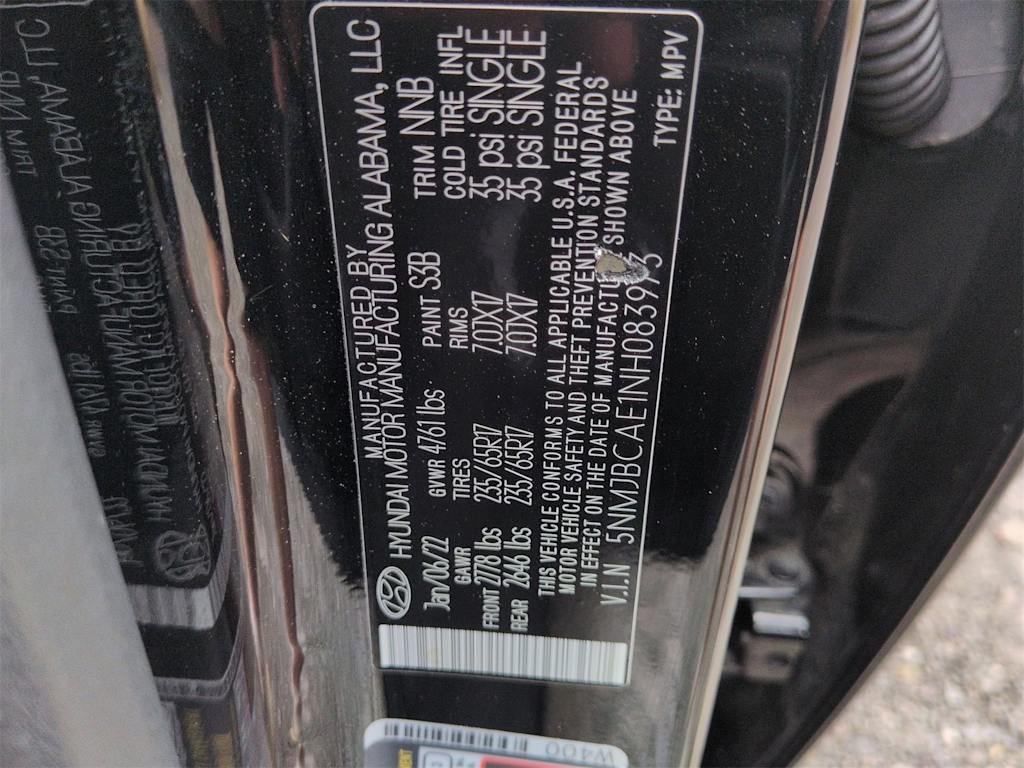 MANUFACTURED BY
HYUNDAI MOTOR MANUFACTURING ALABAMA, LLC
Jan/06/22 GVWR 4761 lbs PAINT S3B TRIM NNB
GAWR TIRES RIMS COLD TIRE INFL
FRONT 2778 lbs 235/65R17 7.0JX17 35 psi SINGLE
REAR 2646 lbs 235/65R17 7.0JX17 35 psi SINGLE
THIS VEHICLE CONFORMS TO ALL APPLICABLE U.S.A. FEDERAL
MOTOR VEHICLE SAFETY AND THEFT PREVENTION STANDARDS
IN EFFECT ON THE DATE OF MANUFACTU SHOWN ABOVE
V.I.N 5NMJBCAE1NH083973 TYPE: MPV
W400